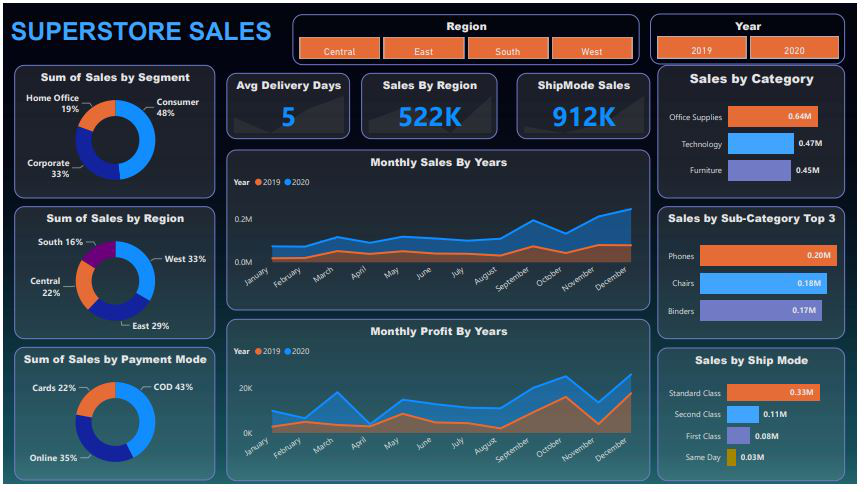 SUPERSTORE SALES
Region
Central East South West
Year
2019 2020
Sum of Sales by Segment
Home Office
19%
Consumer
48%
Corporate
33%
Avg Delivery Days
5
Sales By Region
522K
ShipMode Sales
912K
Sales by Category
Office Supplies 0.64M
Technology 0.47M
Furniture 0.45M
Monthly Sales By Years
Year 2019 2020
0.2M
0.0M
January February March April May June July August September October November December
Sum of Sales by Region
South 16%
West 33%
Central
22%
East 29%
Sales by Sub-Category Top 3
Phones 0.20M
Chairs 0.18M
Binders 0.17M
Sum of Sales by Payment Mode
Cards 22%
COD 43%
Online 35%
Monthly Profit By Years
Year 2019 2020
20K
0K
January February March April May June July August September October November December
Sales by Ship Mode
Standard Class 0.33M
Second Class 0.11M
First Class 0.08M
Same Day 0.03M